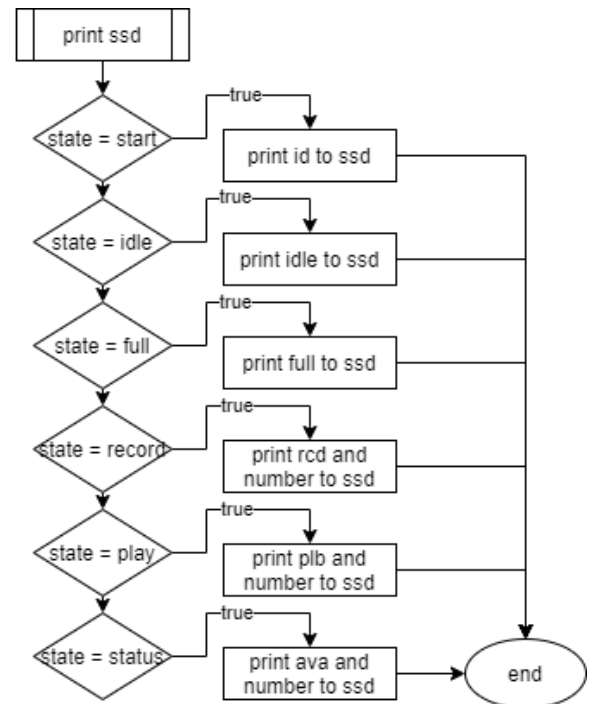 print ssd
true
state = start
print id to ssd
true
state = idle
print idle to ssd
true
state = full
print full to ssd
true
state = record
print rcd and
number to ssd
true
state = play
print plb and
number to ssd
true
state = status
print ava and
number to ssd
end